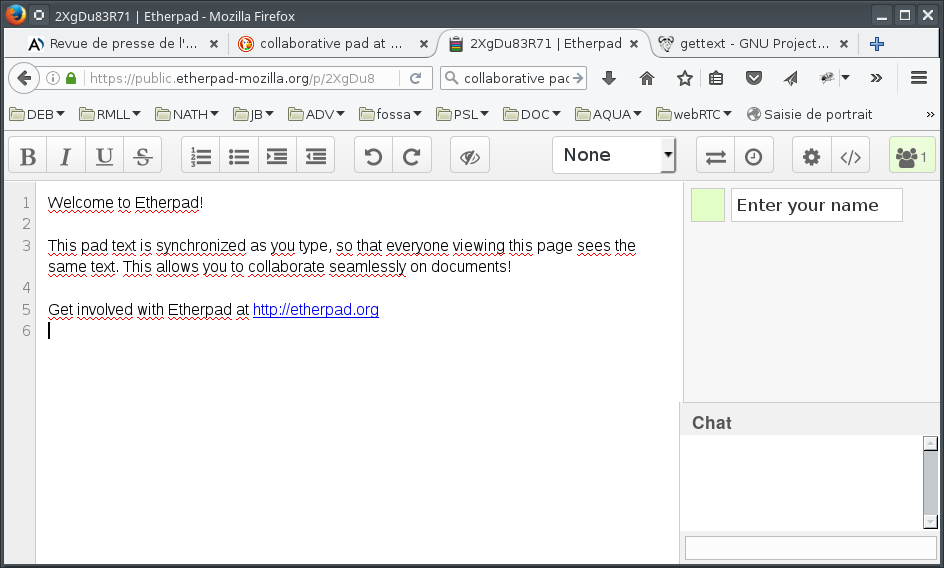 2XgDu83R71 | Etherpad - Mozilla Firefox
Revue de presse de l'... collaborative pad at ... 2XgDu83R71 | Etherpad gettext - GNU Project...
https://public.etherpad-mozilla.org/p/2XgDu8 collaborative pad
DEB RMLL NATH JB ADV fossa PSL DOC AQUA webRTC Saisie de portrait »
B I U S None 1
1 Welcome to Etherpad!
2
3 This pad text is synchronized as you type, so that everyone viewing this page sees the
same text. This allows you to collaborate seamlessly on documents!
4
5 Get involved with Etherpad at http://etherpad.org
6
Enter your name
Chat